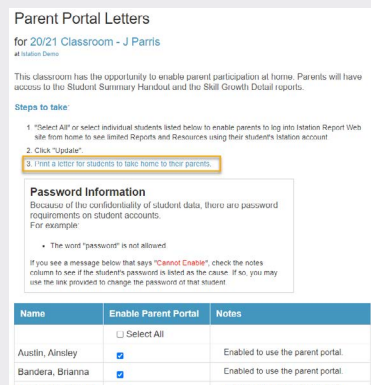 Parent Portal Letters
for 20/21 Classroom - J Parris
at Istation Demo
This classroom has the opportunity to enable parent participation at home. Parents will have
access to the Student Summary Handout and the Skill Growth Detail reports.
Steps to take:
1. "Select All" or select individual students listed below to enable parents to log into Istation Report Web
site from home to see limited Reports and Resources using their student's Istation account
2. Click "Update".
3. Print a letter for students to take home to their parents.
Password Information
Because of the confidentiality of student data, there are password
requirements on student accounts.
For example:
• The word "password" is not allowed
If you see a message below that says "Cannot Enable", check the notes
column to see if the student's password is listed as the cause. If so, you may
use the link provided to change the password of that student
Name Enable Parent Portal Notes
Select All
Austin, Ainsley Enabled to use the parent portal.
Bandera, Brianna Enabled to use the parent portal.